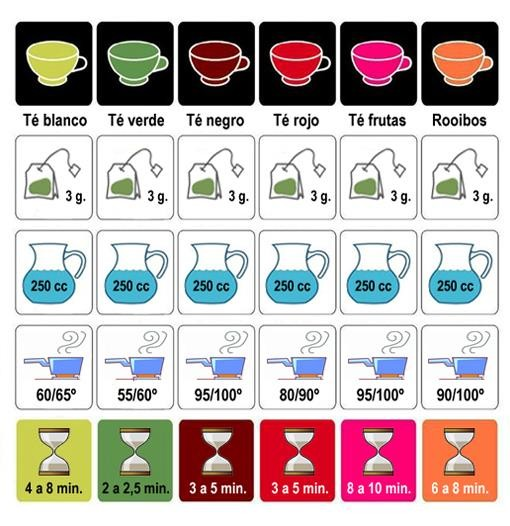 Té blanco Té verde Té negro Té rojo Té frutas Rooibos
3 g. 3 g. 3 g. 3 g. 3 g. 3 g.
250 cc 250 cc 250 cc 250 cc 250 cc 250 cc
60/65º 55/60º 95/100º 80/90º 95/100º 90/100º
4 a 8 min. 2 a 2,5 min. 3 a 5 min. 3 a 5 min. 8 a 10 min. 6 a 8 min.